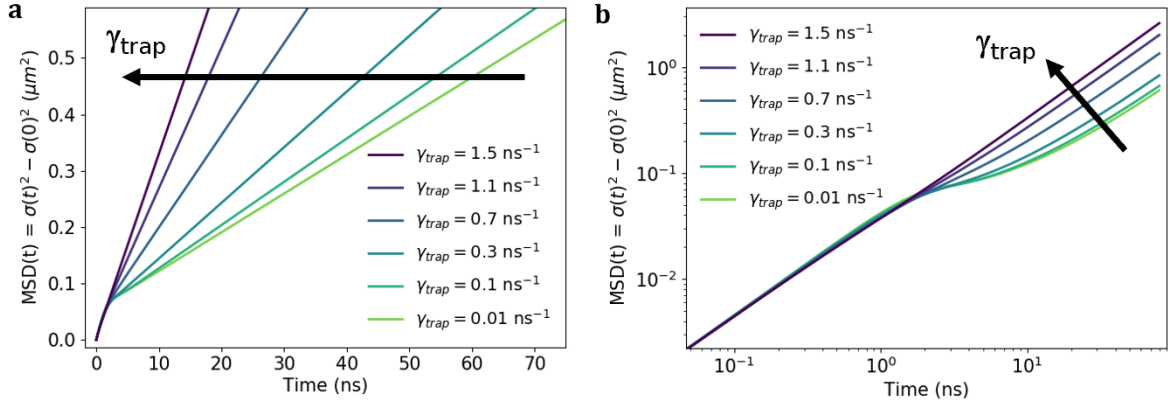 a
γtrap
MSD(t) = σ(t)² − σ(0)² (μm²)
0.5
0.4
0.3
0.2
0.1
0.0
γtrap = 1.5 ns⁻¹
γtrap = 1.1 ns⁻¹
γtrap = 0.7 ns⁻¹
γtrap = 0.3 ns⁻¹
γtrap = 0.1 ns⁻¹
γtrap = 0.01 ns⁻¹
0 10 20 30 40 50 60 70
Time (ns)
b
γtrap = 1.5 ns⁻¹
γtrap = 1.1 ns⁻¹
γtrap = 0.7 ns⁻¹
γtrap = 0.3 ns⁻¹
γtrap = 0.1 ns⁻¹
γtrap = 0.01 ns⁻¹
γtrap
MSD(t) = σ(t)² − σ(0)² (μm²)
10⁰
10⁻¹
10⁻²
10⁻¹ 10⁰ 10¹
Time (ns)